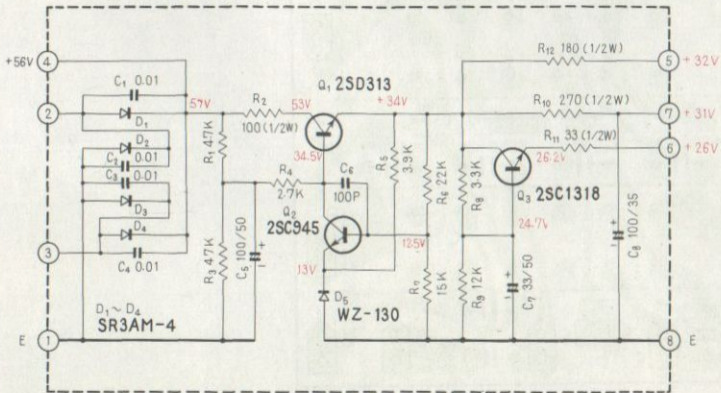 +56V 4
C1 0.01
57V
R2
100 (1/2W)
53V
Q1 2SD313
+34V
R12 180 (1/2W)
5 +32V
2
D1
R10 270 (1/2W)
7 +31V
D2
C2 0.01
C3 0.01
D3
D4
C4 0.01
3
R1 4.7K
34.5V
R4
2.7K
C6
100P
R5
3.9K
R6 22K
R8 3.3K
R11 33 (1/2W)
6 +26V
26.2V
Q3 2SC1318
24.7V
Q2
2SC945
12.5V
R3 4.7K
C5 100/50
13V
D5
WZ-130
R7
15K
R9 12K
C7 33/50
C8 100/35
D1~D4
SR3AM-4
E 1
8 E